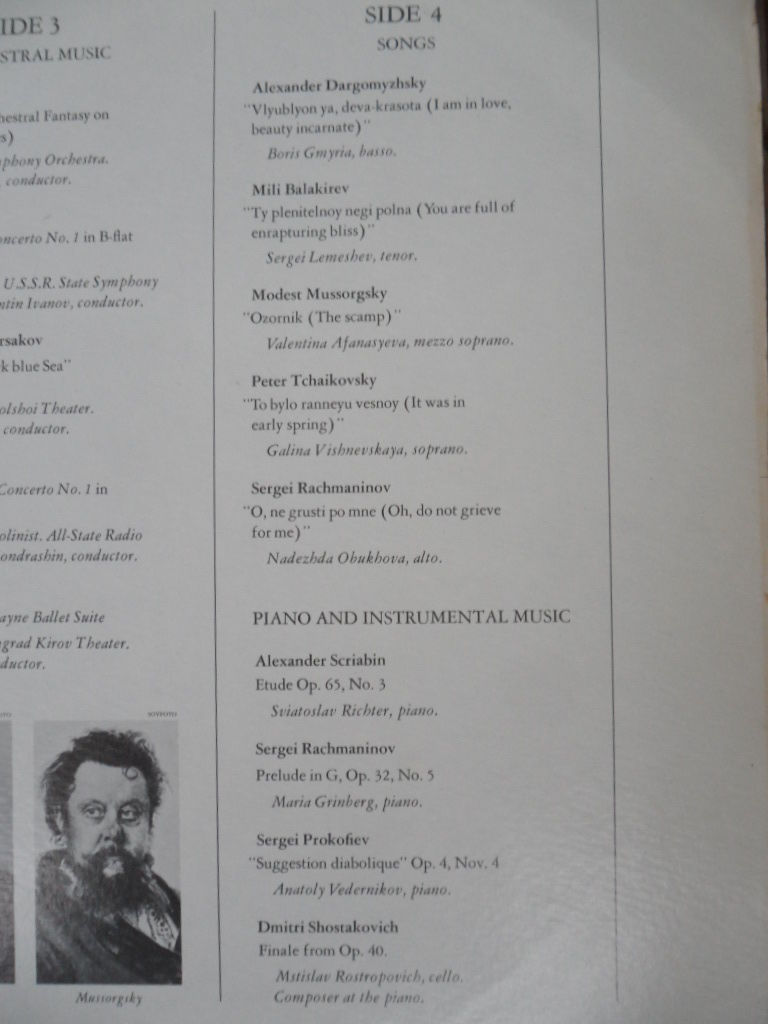 IDE 3
STRAL MUSIC
hestral Fantasy on
s)
phony Orchestra.
, conductor.
oncerto No. 1 in B-flat
U.S.S.R. State Symphony
ntin Ivanov, conductor.
rsakov
k blue Sea"
olshoi Theater.
conductor.
Concerto No. 1 in
olinist. All-State Radio
ondrashin, conductor.
ayne Ballet Suite
ngrad Kirov Theater.
ductor.
SOVFOTO
Mussorgsky
SIDE 4
SONGS
Alexander Dargomyzhsky
"Vlyublyon ya, deva-krasota (I am in love,
beauty incarnate)"
Boris Gmyria, basso.
Mili Balakirev
"Ty plenitelnoy negi polna (You are full of
enrapturing bliss)"
Sergei Lemeshev, tenor.
Modest Mussorgsky
"Ozornik (The scamp)"
Valentina Afanasyeva, mezzo soprano.
Peter Tchaikovsky
"To bylo ranneyu vesnoy (It was in
early spring)"
Galina Vishnevskaya, soprano.
Sergei Rachmaninov
"O, ne grusti po mne (Oh, do not grieve
for me)"
Nadezhda Obukhova, alto.
PIANO AND INSTRUMENTAL MUSIC
Alexander Scriabin
Etude Op. 65, No. 3
Sviatoslav Richter, piano.
Sergei Rachmaninov
Prelude in G, Op. 32, No. 5
Maria Grinberg, piano.
Sergei Prokofiev
"Suggestion diabolique" Op. 4, Nov. 4
Anatoly Vedernikov, piano.
Dmitri Shostakovich
Finale from Op. 40.
Mstislav Rostropovich, cello.
Composer at the piano.